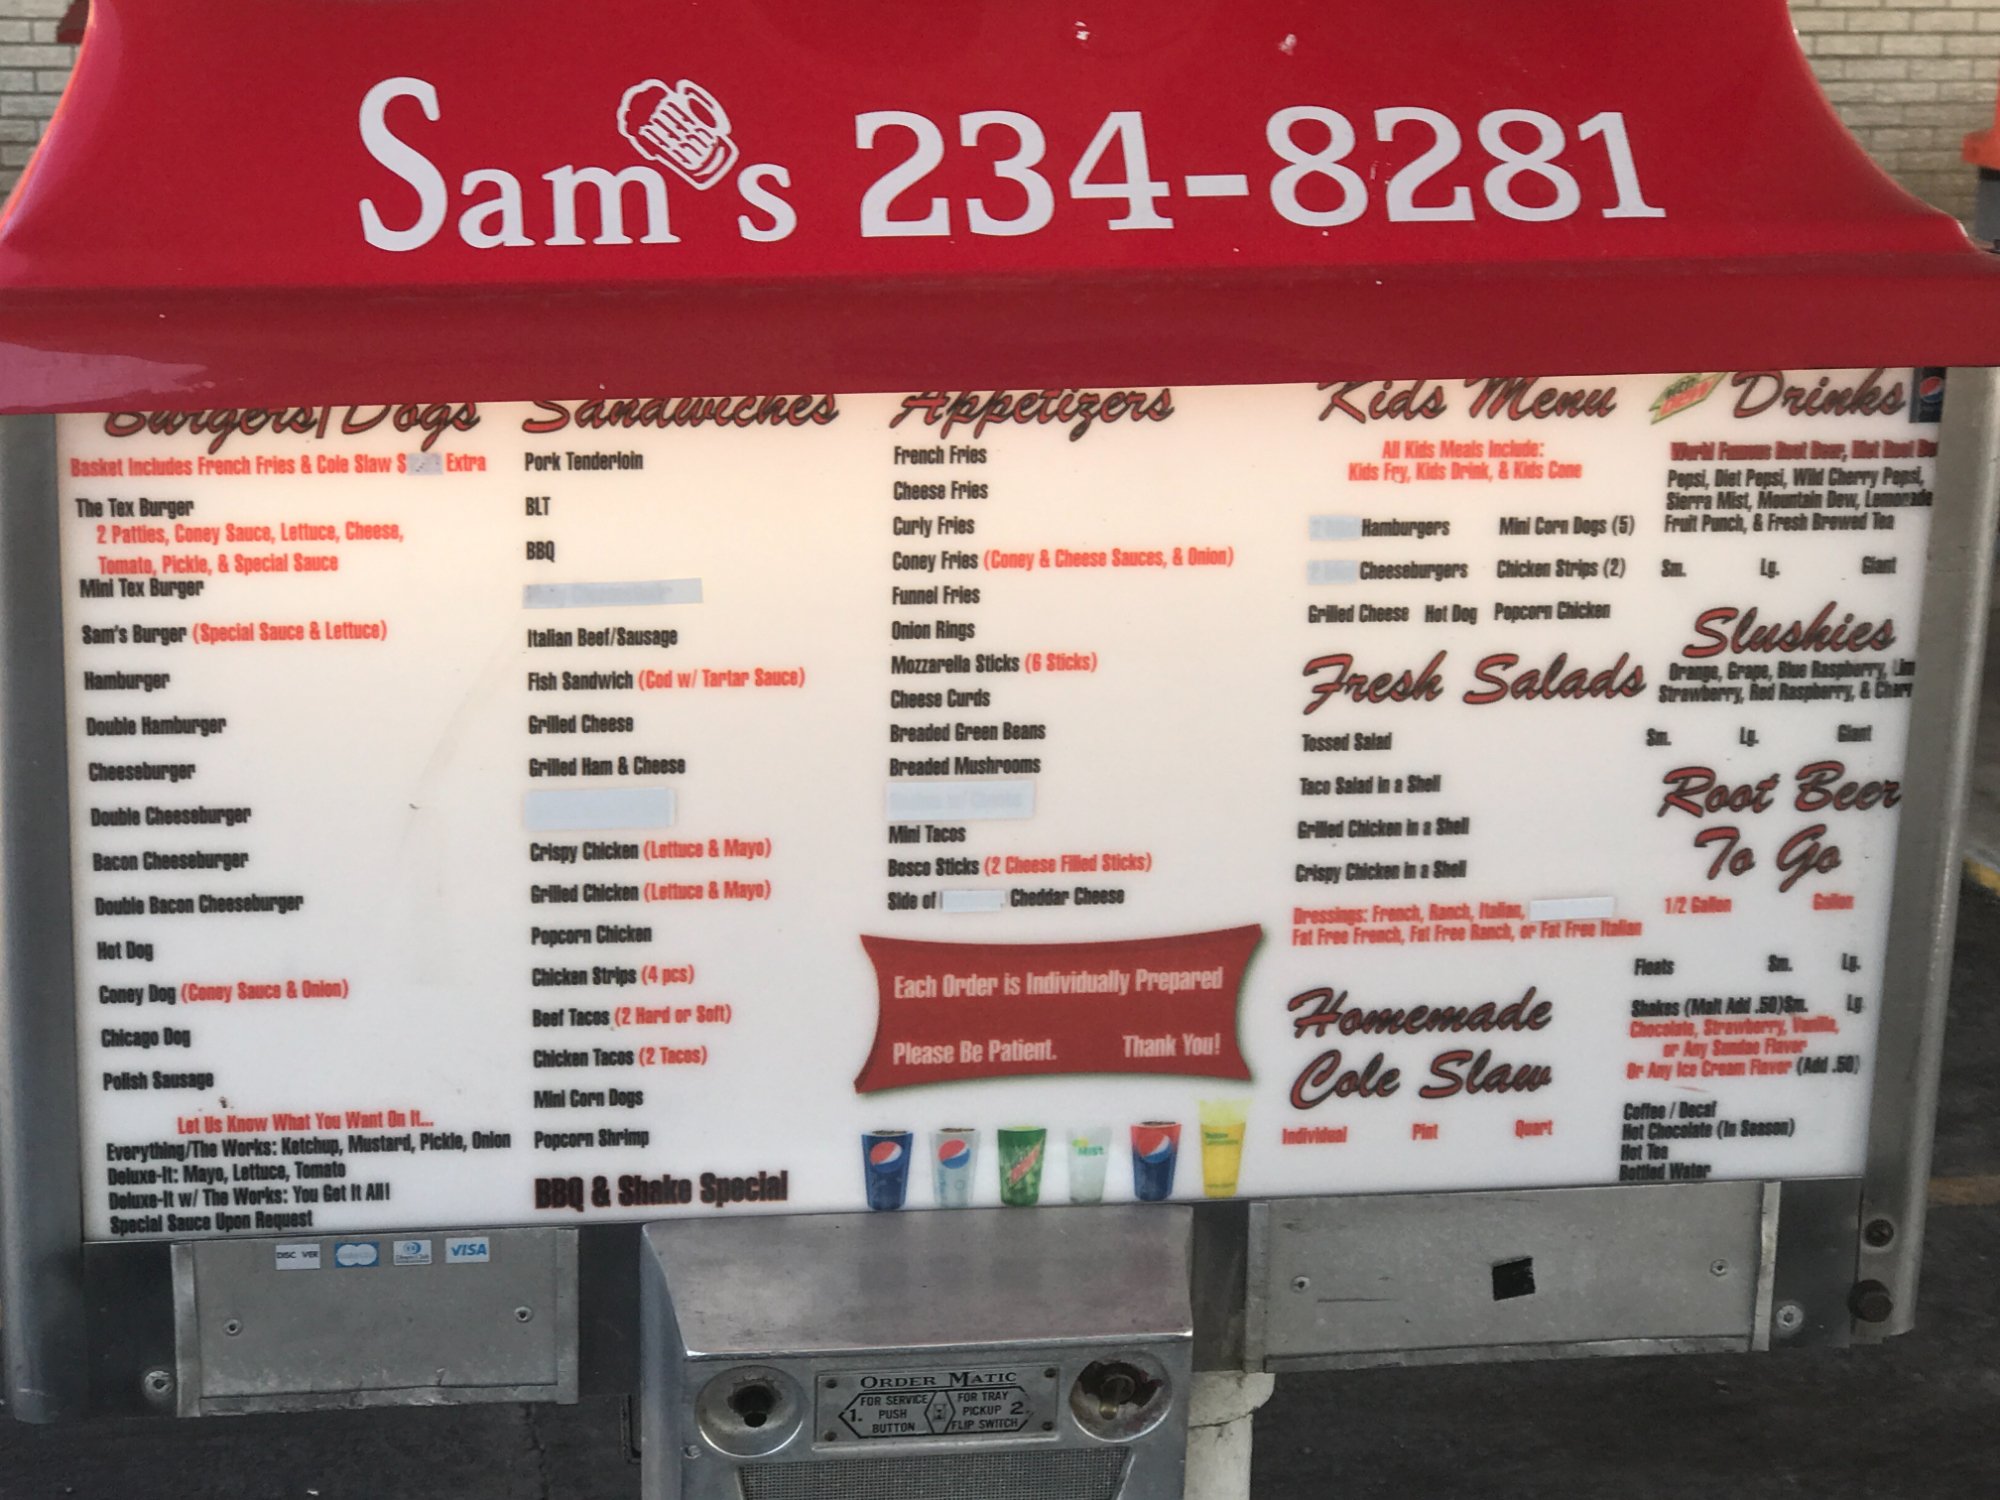 Sam's 234-8281
Burgers/Dogs
Basket Includes French Fries & Cole Slaw $ Extra
The Tex Burger
2 Patties, Coney Sauce, Lettuce, Cheese,
Tomato, Pickle, & Special Sauce
Mini Tex Burger
Sam's Burger (Special Sauce & Lettuce)
Hamburger
Double Hamburger
Cheeseburger
Double Cheeseburger
Bacon Cheeseburger
Double Bacon Cheeseburger
Hot Dog
Coney Dog (Coney Sauce & Onion)
Chicago Dog
Polish Sausage
Let Us Know What You Want On It...
Everything/The Works: Ketchup, Mustard, Pickle, Onion
Deluxe-It: Mayo, Lettuce, Tomato
Deluxe-It w/ The Works: You Get It All!
Special Sauce Upon Request
Sandwiches
Pork Tenderloin
BLT
BBQ
Italian Beef/Sausage
Fish Sandwich (Cod w/ Tartar Sauce)
Grilled Cheese
Grilled Ham & Cheese
Crispy Chicken (Lettuce & Mayo)
Grilled Chicken (Lettuce & Mayo)
Popcorn Chicken
Chicken Strips (4 pcs)
Beef Tacos (2 Hard or Soft)
Chicken Tacos (2 Tacos)
Mini Corn Dogs
Popcorn Shrimp
BBQ & Shake Special
Appetizers
French Fries
Cheese Fries
Curly Fries
Coney Fries (Coney & Cheese Sauces, & Onion)
Funnel Fries
Onion Rings
Mozzarella Sticks (6 Sticks)
Cheese Curds
Breaded Green Beans
Breaded Mushrooms
Mini Tacos
Bosco Sticks (2 Cheese Filled Sticks)
Side of Cheddar Cheese
Each Order is Individually Prepared
Please Be Patient. Thank You!
Mist
Kids Menu
All Kids Meals Include:
Kids Fry, Kids Drink, & Kids Cone
Hamburgers Mini Corn Dogs (5)
Cheeseburgers Chicken Strips (2)
Grilled Cheese Hot Dog Popcorn Chicken
Fresh Salads
Tossed Salad
Taco Salad in a Shell
Grilled Chicken in a Shell
Crispy Chicken in a Shell
Dressings: French, Ranch, Italian,
Fat Free French, Fat Free Ranch, or Fat Free Italian
Homemade
Cole Slaw
Individual Pint Quart
Drinks
World Famous Root Beer, Diet Root Be
Pepsi, Diet Pepsi, Wild Cherry Pepsi,
Sierra Mist, Mountain Dew, Lemonade
Fruit Punch, & Fresh Brewed Tea
Sm. Lg. Giant
Slushies
Orange, Grape, Blue Raspberry, Lim
Strawberry, Red Raspberry, & Cherr
Sm. Lg. Giant
Root Beer
To Go
1/2 Gallon Gallon
Floats Sm. Lg.
Shakes (Malt Add .50) Sm. Lg
Chocolate, Strawberry, Vanilla,
or Any Sundae Flavor
Or Any Ice Cream Flavor (Add .50)
Coffee / Decaf
Hot Chocolate (In Season)
Hot Tea
Bottled Water
DISC VER
VISA
ORDER MATIC
FOR SERVICE
1. PUSH
BUTTON
FOR TRAY
PICKUP 2.
FLIP SWITCH